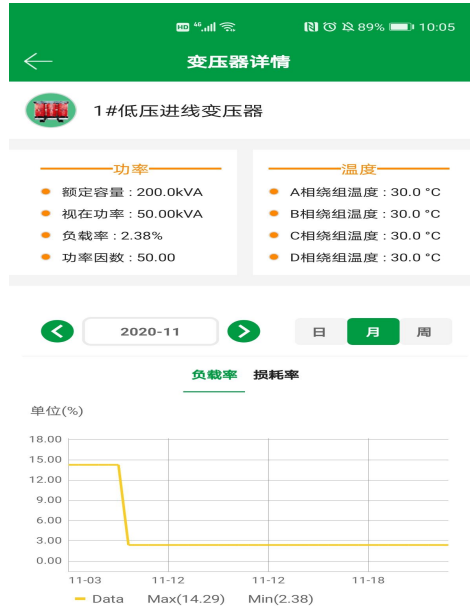 HD 4G 89% 10:05
变压器详情
1#低压进线变压器
功率
额定容量 : 200.0kVA
视在功率 : 50.00kVA
负载率 : 2.38%
功率因数 : 50.00
温度
A相绕组温度 : 30.0 °C
B相绕组温度 : 30.0 °C
C相绕组温度 : 30.0 °C
D相绕组温度 : 30.0 °C
2020-11
日 月 周
负载率 损耗率
单位(%)
18.00
15.00
12.00
9.00
6.00
3.00
0.00
11-03 11-12 11-12 11-18
Data Max(14.29) Min(2.38)